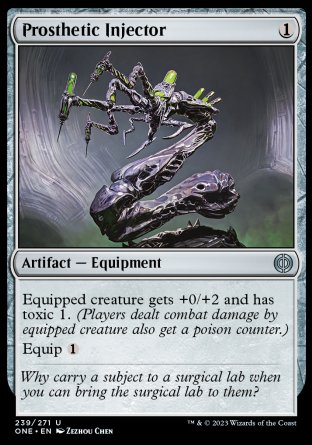 Prosthetic Injector 1
Artifact — Equipment
Equipped creature gets +0/+2 and has
toxic 1. (Players dealt combat damage by
equipped creature also get a poison counter.)
Equip 1
Why carry a subject to a surgical lab when
you can bring the surgical lab to them?
239/271 U
ONE • EN Zezhou Chen
™ & © 2023 Wizards of the Coast